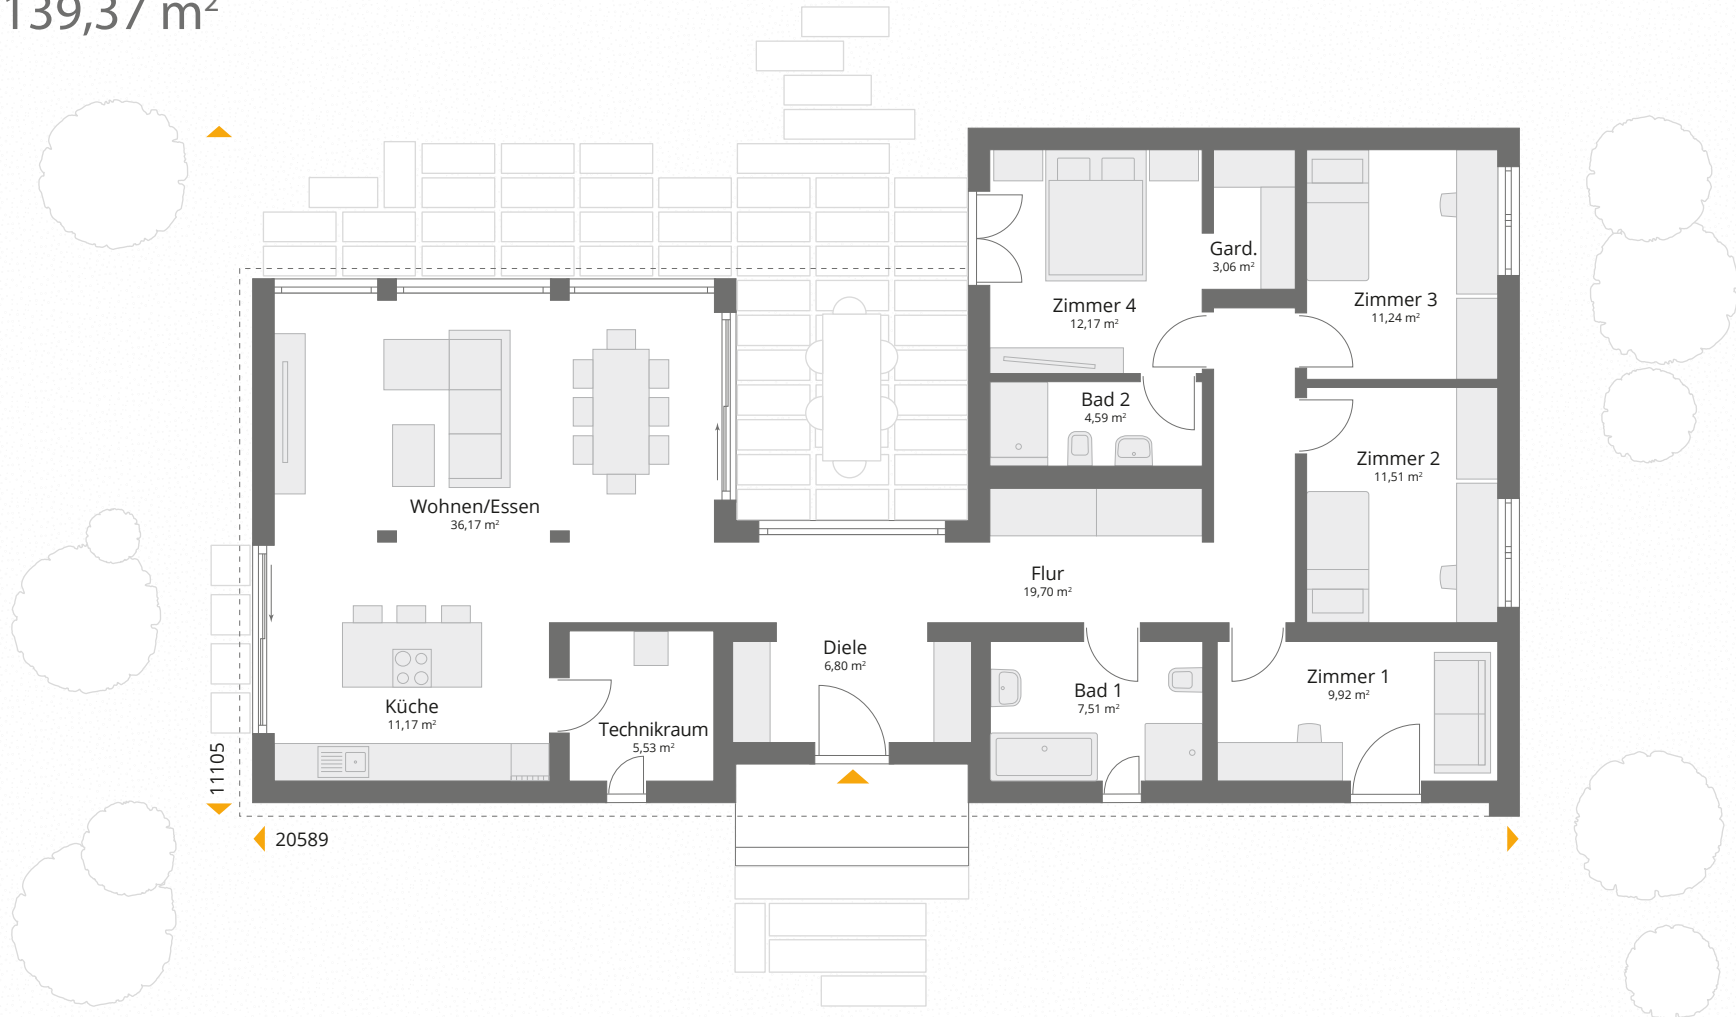 139,37 m²
Gard.
3,06 m²
Zimmer 4
12,17 m²
Zimmer 3
11,24 m²
Bad 2
4,59 m²
Zimmer 2
11,51 m²
Wohnen/Essen
36,17 m²
Flur
19,70 m²
Diele
6,80 m²
Küche
11,17 m²
Technikraum
5,53 m²
Bad 1
7,51 m²
Zimmer 1
9,92 m²
11105
20589